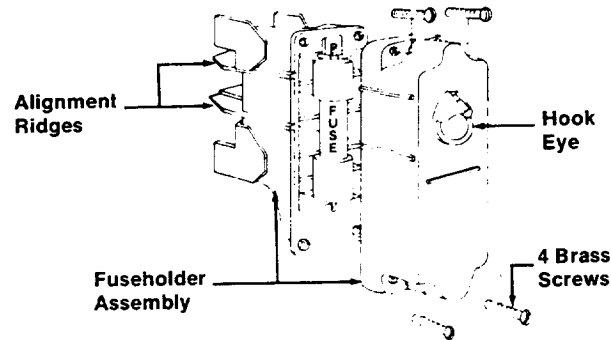 Alignment
Ridges
FUSE
Hook
Eye
Fuseholder
Assembly
4 Brass
Screws